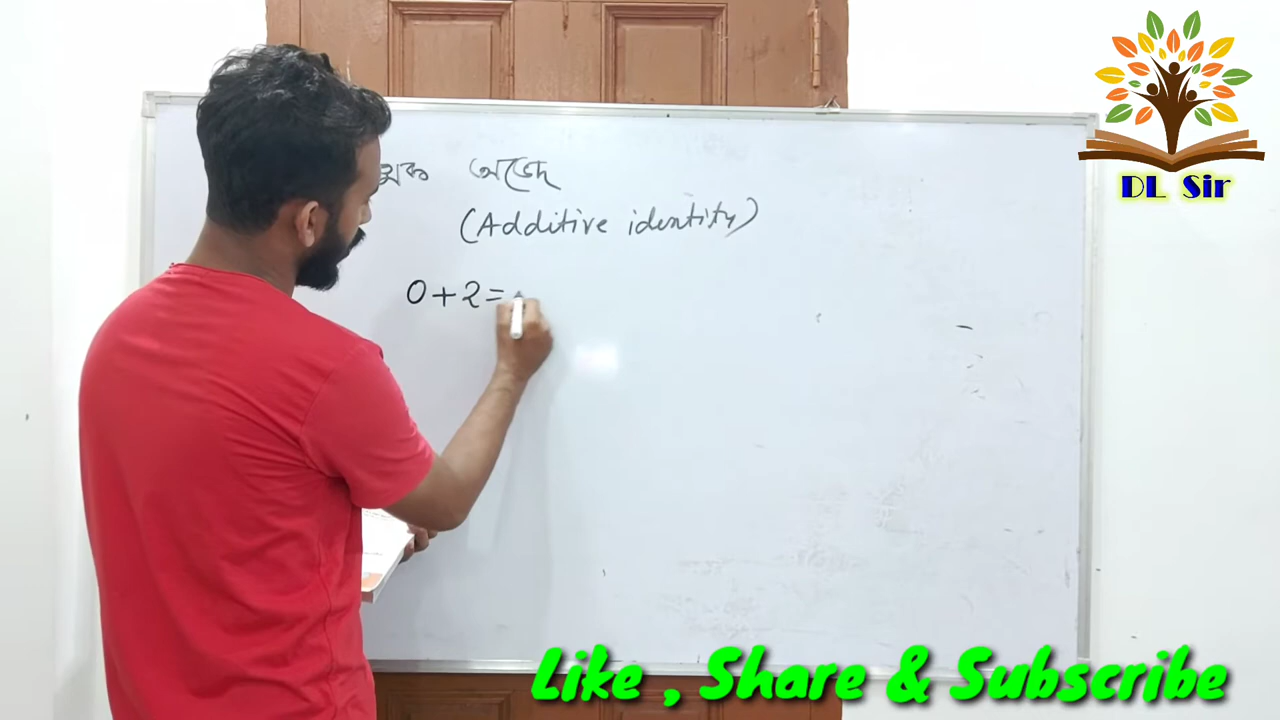 অভেদ
(Additive identity)
0+2=
DL Sir
Like , Share & Subscribe